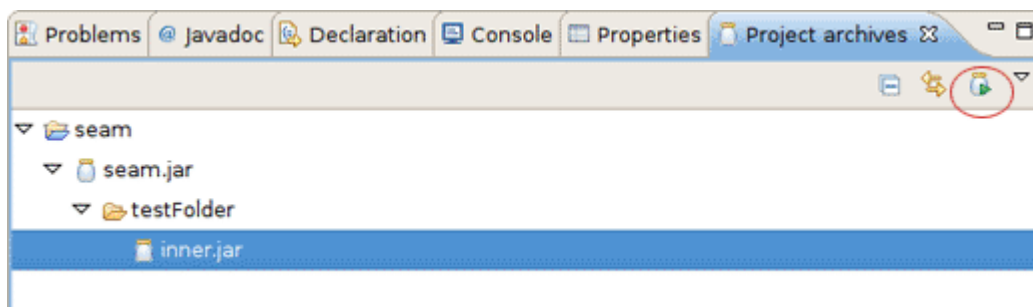 Problems @ Javadoc Declaration Console Properties Project archives
seam
seam.jar
testFolder
inner.jar